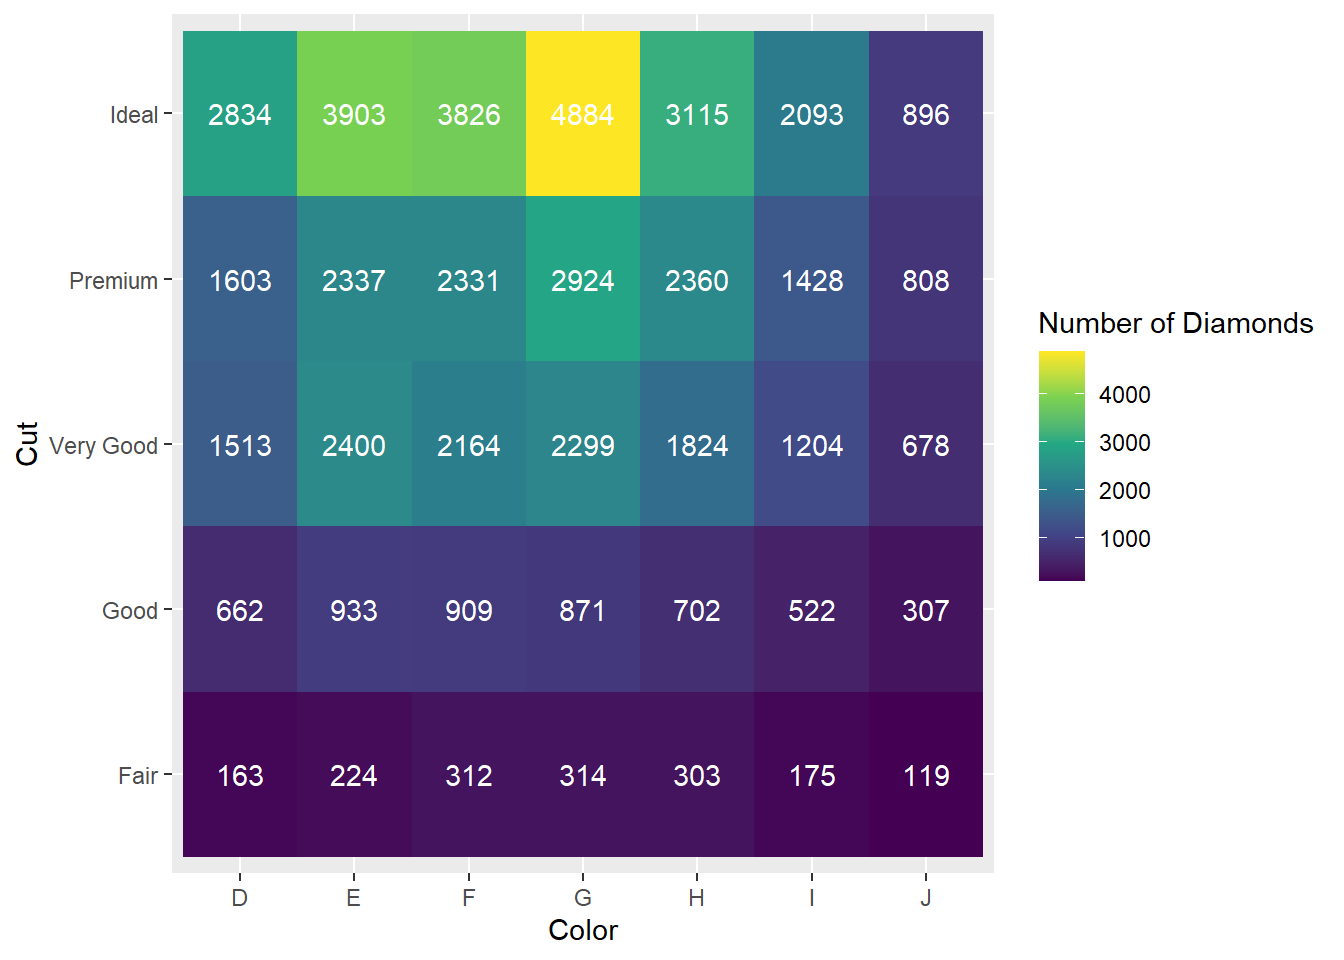 Ideal 2834 3903 3826 4884 3115 2093 896
Premium 1603 2337 2331 2924 2360 1428 808
Very Good 1513 2400 2164 2299 1824 1204 678
Good 662 933 909 871 702 522 307
Fair 163 224 312 314 303 175 119
D E F G H I J
Color
Cut
Number of Diamonds
4000
3000
2000
1000